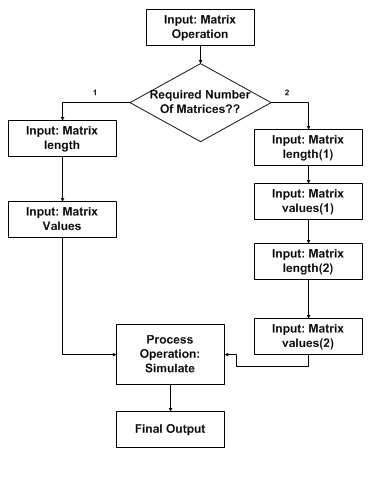 Input: Matrix
Operation
Required Number
Of Matrices??
1
2
Input: Matrix
length
Input: Matrix
Values
Input: Matrix
length(1)
Input: Matrix
values(1)
Input: Matrix
length(2)
Input: Matrix
values(2)
Process
Operation:
Simulate
Final Output